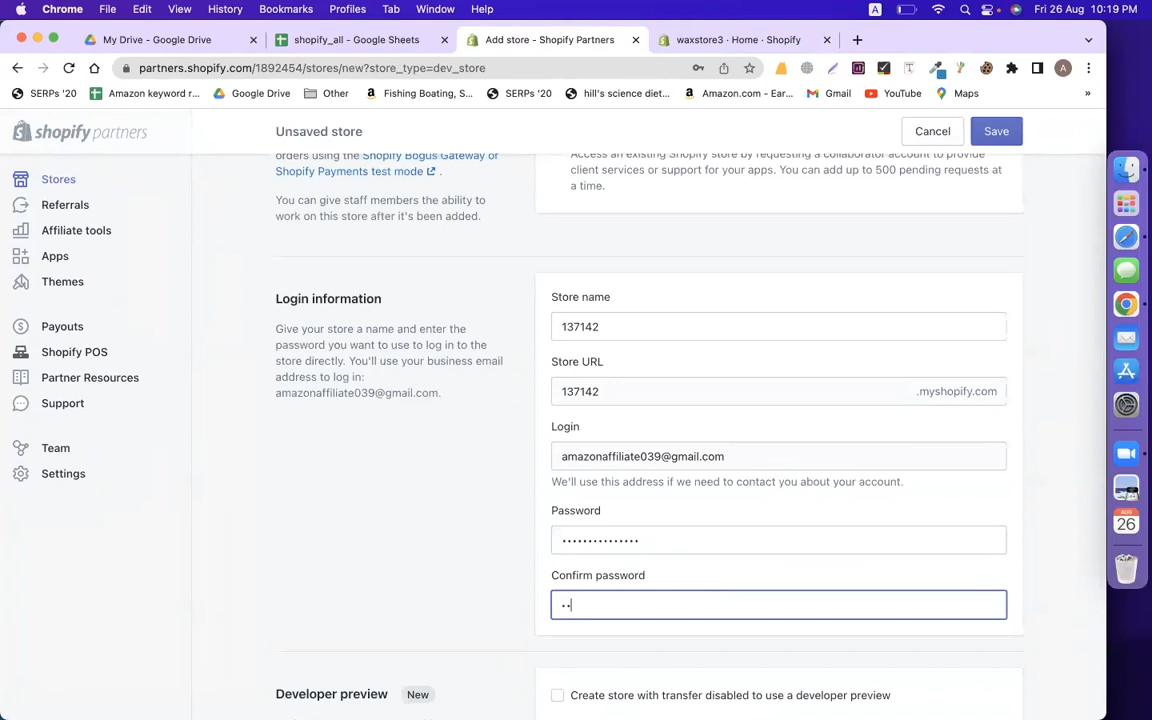 Chrome File Edit View History Bookmarks Profiles Tab Window Help A Fri 26 Aug 10:19 PM
My Drive - Google Drive shopify_all - Google Sheets Add store - Shopify Partners waxstore3 · Home · Shopify
partners.shopify.com/1892454/stores/new?store_type=dev_store A
SERPs '20 Amazon keyword r... Google Drive Other Fishing Boating, S... SERPs '20 hill's science diet... Amazon.com - Ear... Gmail YouTube Maps »
shopify partners
Unsaved store
Cancel
Save
Stores
Referrals
Affiliate tools
Apps
Themes
Payouts
Shopify POS
Partner Resources
Support
Team
Settings
orders using the Shopify Bogus Gateway or
Shopify Payments test mode .
You can give staff members the ability to
work on this store after it's been added.
Access an existing Shopify store by requesting a collaborator account to provide
client services or support for your apps. You can add up to 500 pending requests at
a time.
Login information
Give your store a name and enter the
password you want to use to log in to the
store directly. You'll use your business email
address to log in:
amazonaffiliate039@gmail.com.
Store name
137142
Store URL
137142 .myshopify.com
Login
amazonaffiliate039@gmail.com
We'll use this address if we need to contact you about your account.
Password
•••••••••••••••
Confirm password
••
Developer preview New
Create store with transfer disabled to use a developer preview
AUG
26